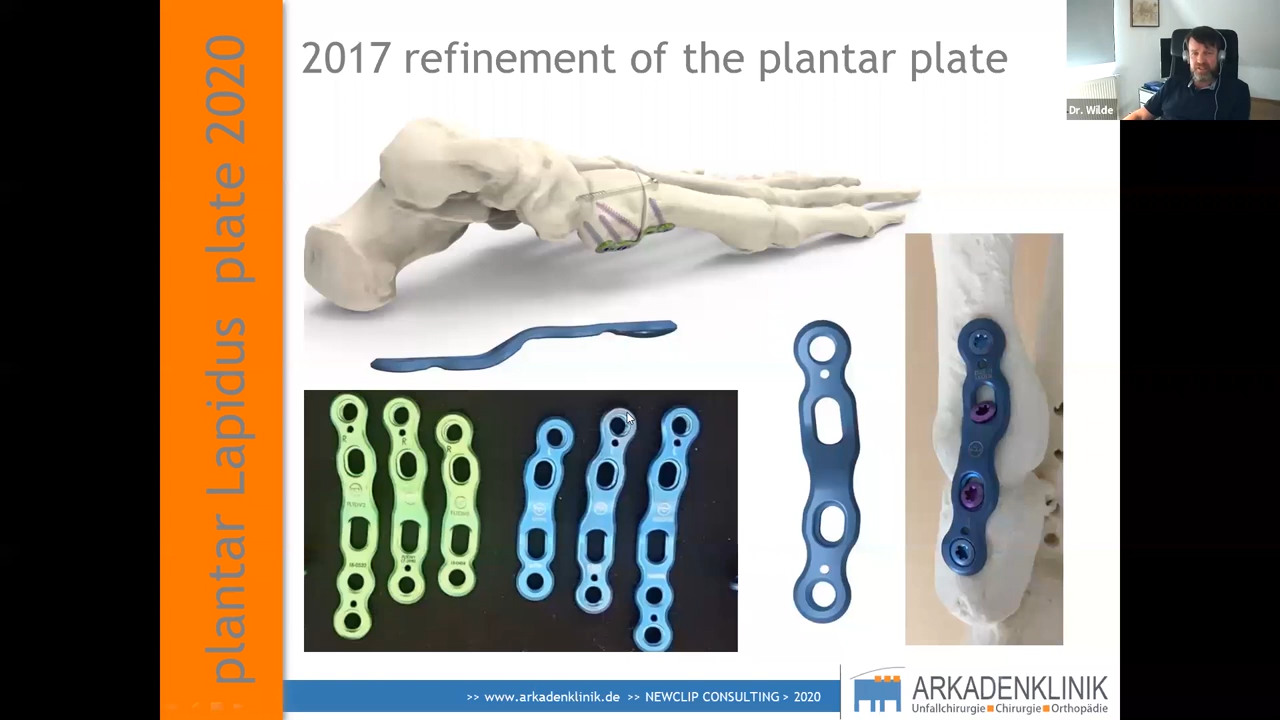 2017 refinement of the plantar plate
plantar Lapidus plate 2020
Dr. Wilde
R
R
R
>> www.arkadenklinik.de >> NEWCLIP CONSULTING > 2020
ARKADENKLINIK
Unfallchirurgie Chirurgie Orthopädie